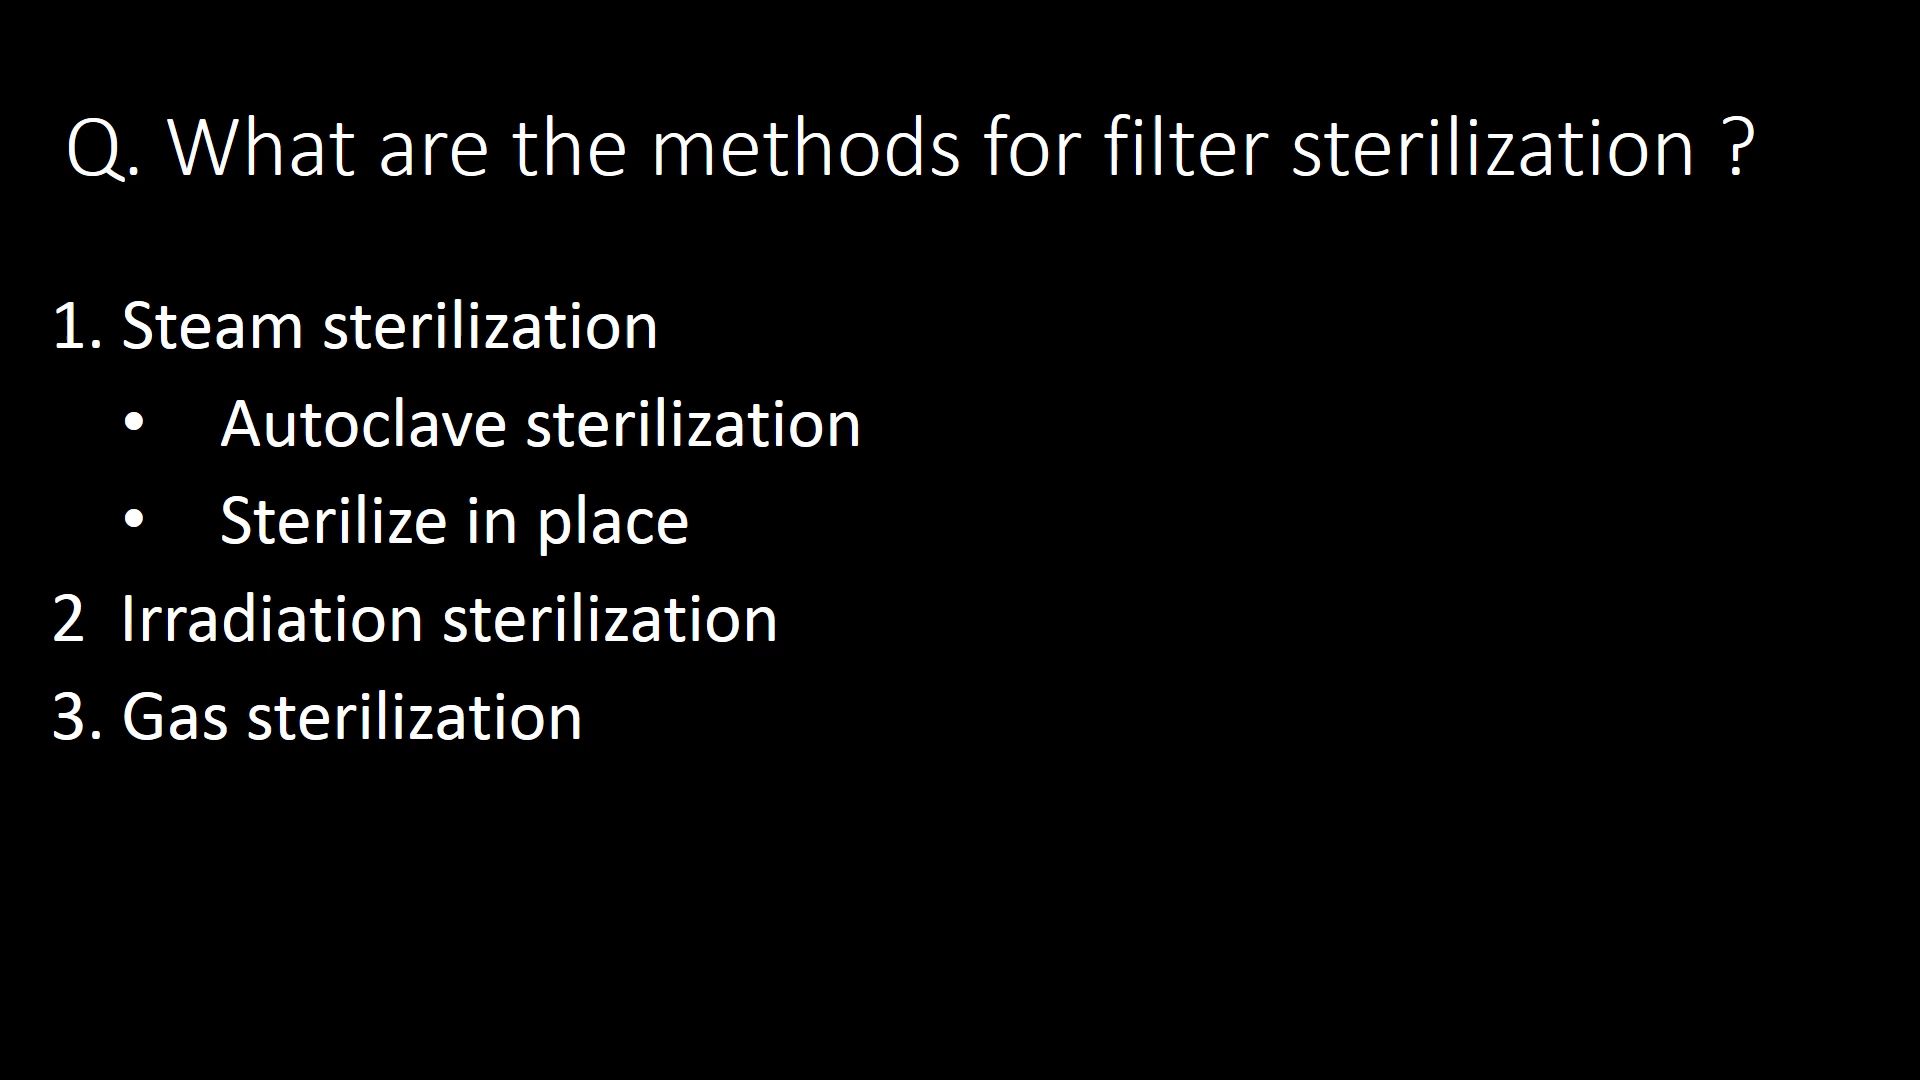 Q. What are the methods for filter sterilization ?
1. Steam sterilization
• Autoclave sterilization
• Sterilize in place
2 Irradiation sterilization
3. Gas sterilization